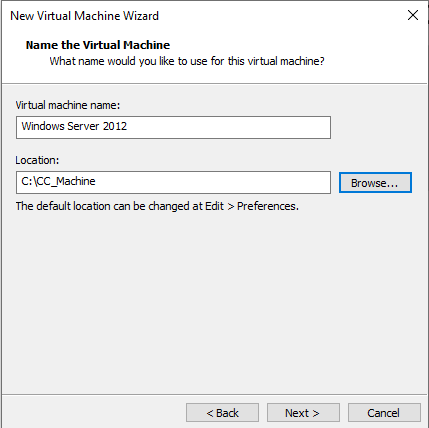 New Virtual Machine Wizard
Name the Virtual Machine
What name would you like to use for this virtual machine?
Virtual machine name:
Windows Server 2012
Location:
C:\CC_Machine
Browse...
The default location can be changed at Edit > Preferences.
< Back
Next >
Cancel